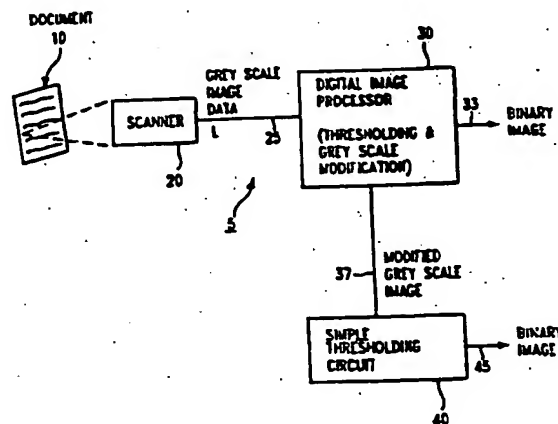 DOCUMENT
10
SCANNER
20
GREY SCALE
IMAGE
DATA
L
25
5
30
DIGITAL IMAGE
PROCESSOR
(THRESHOLDING &
GREY SCALE
MODIFICATION)
33
BINARY
IMAGE
37
MODIFIED
GREY SCALE
IMAGE
SIMPLE
THRESHOLDING
CIRCUIT
40
45
BINARY
IMAGE